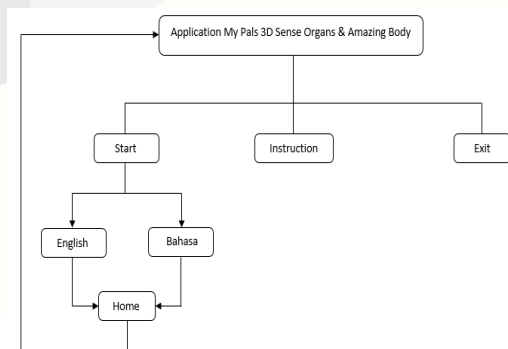 Application My Pals 3D Sense Organs & Amazing Body
Start
Instruction
Exit
English
Bahasa
Home